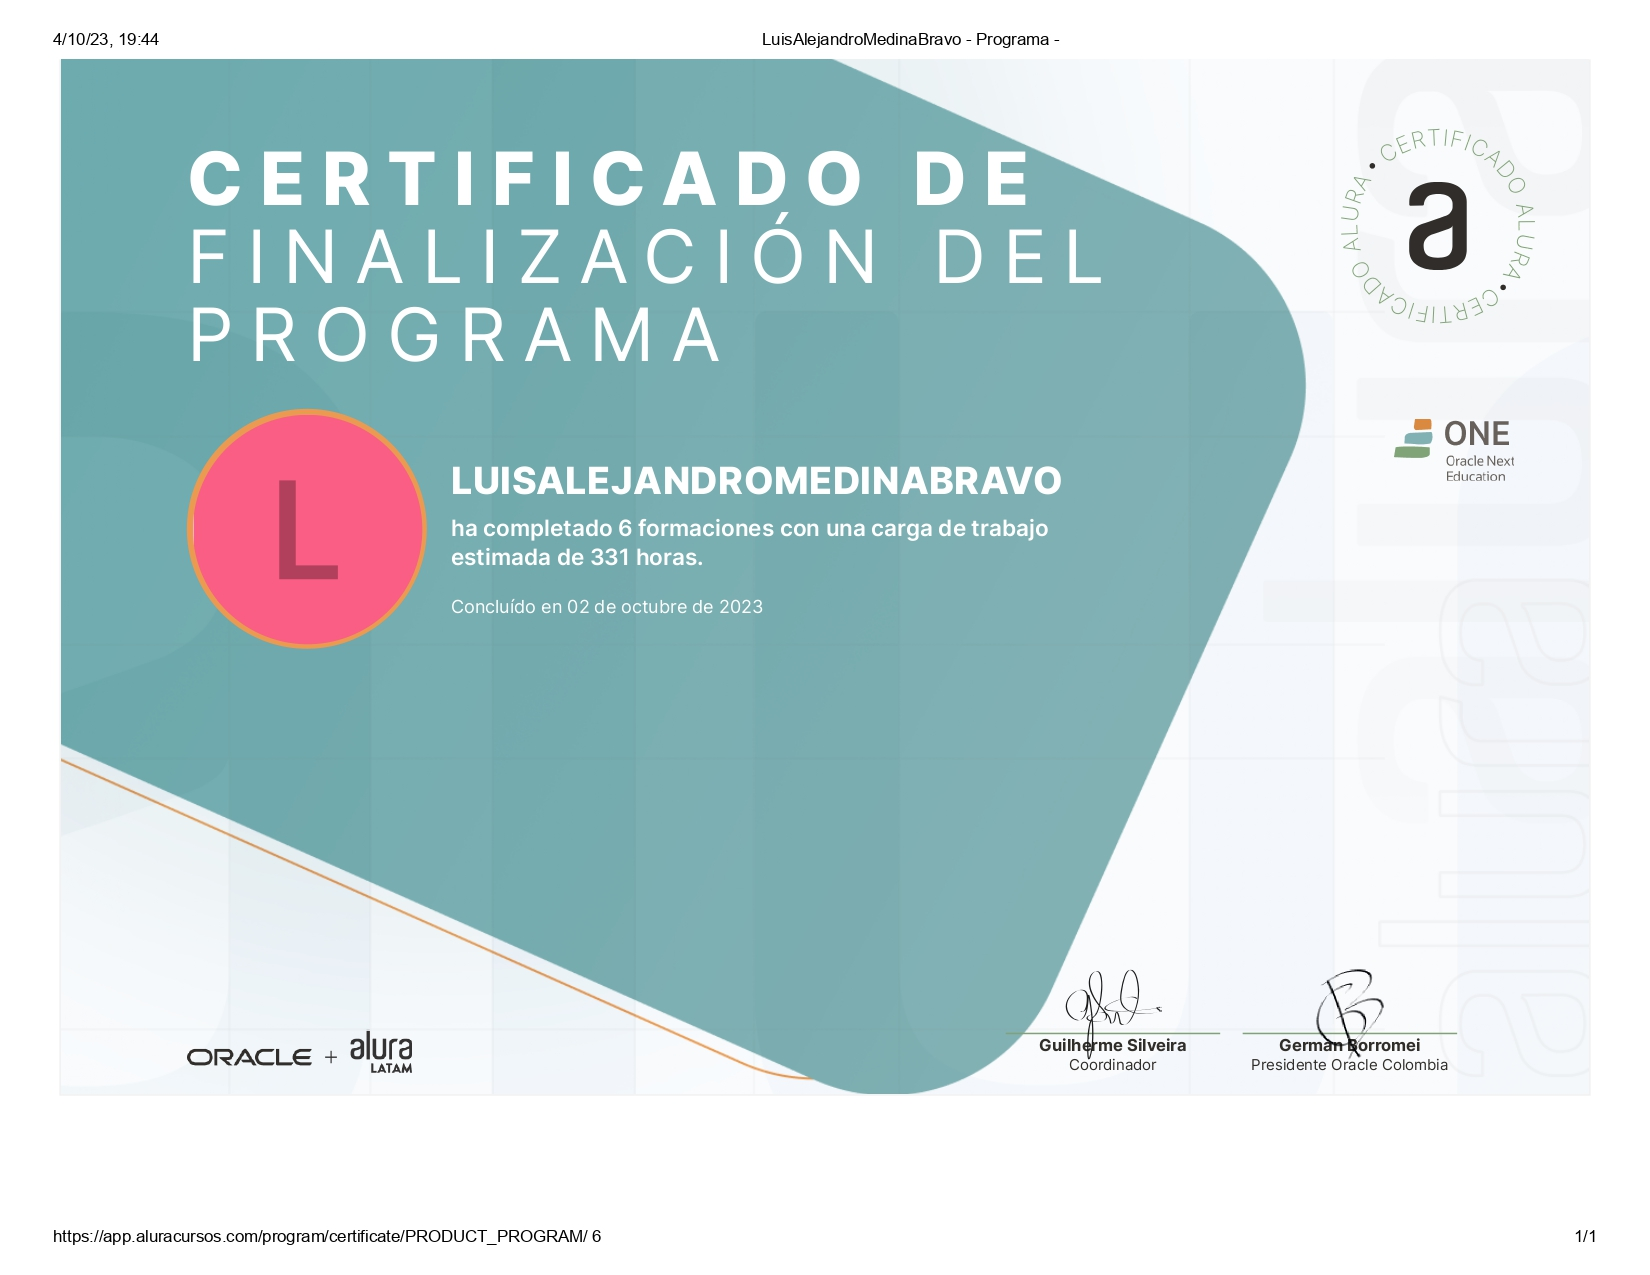 4/10/23, 19:44
LuisAlejandroMedinaBravo - Programa -
CERTIFICADO DE
FINALIZACIÓN DEL
PROGRAMA
• CERTIFICADO ALURA • CERTIFICADO ALURA
a
ONE
Oracle Next
Education
L
LUISALEJANDROMEDINABRAVO
ha completado 6 formaciones con una carga de trabajo
estimada de 331 horas.
Concluído en 02 de octubre de 2023
alura
alura
ORACLE + alura
LATAM
Guilherme Silveira
Coordinador
German Borromei
Presidente Oracle Colombia
https://app.aluracursos.com/program/certificate/PRODUCT_PROGRAM/ 6
1/1